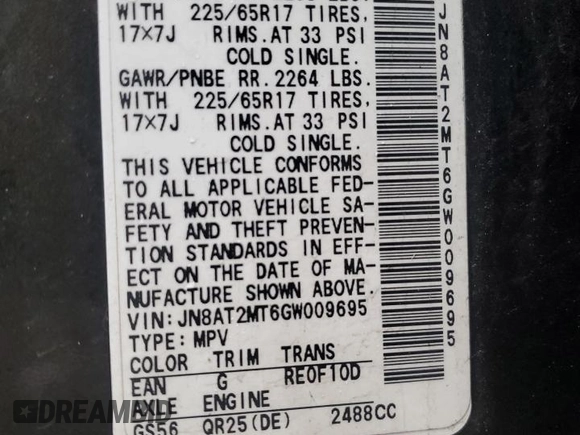 WITH 225/65R17 TIRES,
17×7J RIMS.AT 33 PSI
COLD SINGLE.
GAWR/PNBE RR. 2264 LBS.
WITH 225/65R17 TIRES,
17×7J RIMS.AT 33 PSI
COLD SINGLE.
THIS VEHICLE CONFORMS
TO ALL APPLICABLE FED-
ERAL MOTOR VEHICLE SA-
FETY AND THEFT PREVEN-
TION STANDARDS IN EFF-
ECT ON THE DATE OF MA-
NUFACTURE SHOWN ABOVE.
VIN:JN8AT2MT6GW009695
TYPE:MPV
COLOR TRIM TRANS
EAN G RE0F10D
AXLE ENGINE
GS56 QR25(DE) 2488CC
JN8AT2MT6GW009695
DREAMBID